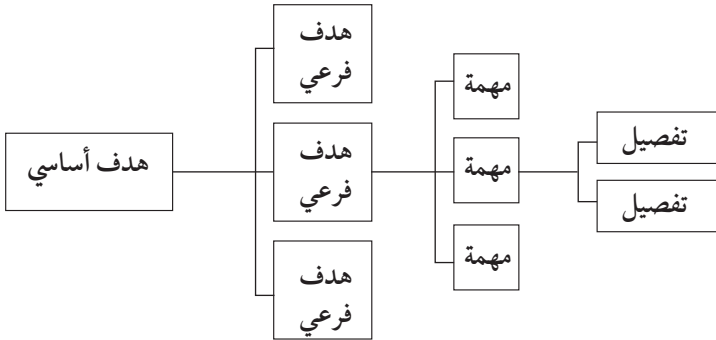 هدف أساسي
هدف
فرعي
هدف
فرعي
هدف
فرعي
مهمة
مهمة
مهمة
تفصيل
تفصيل